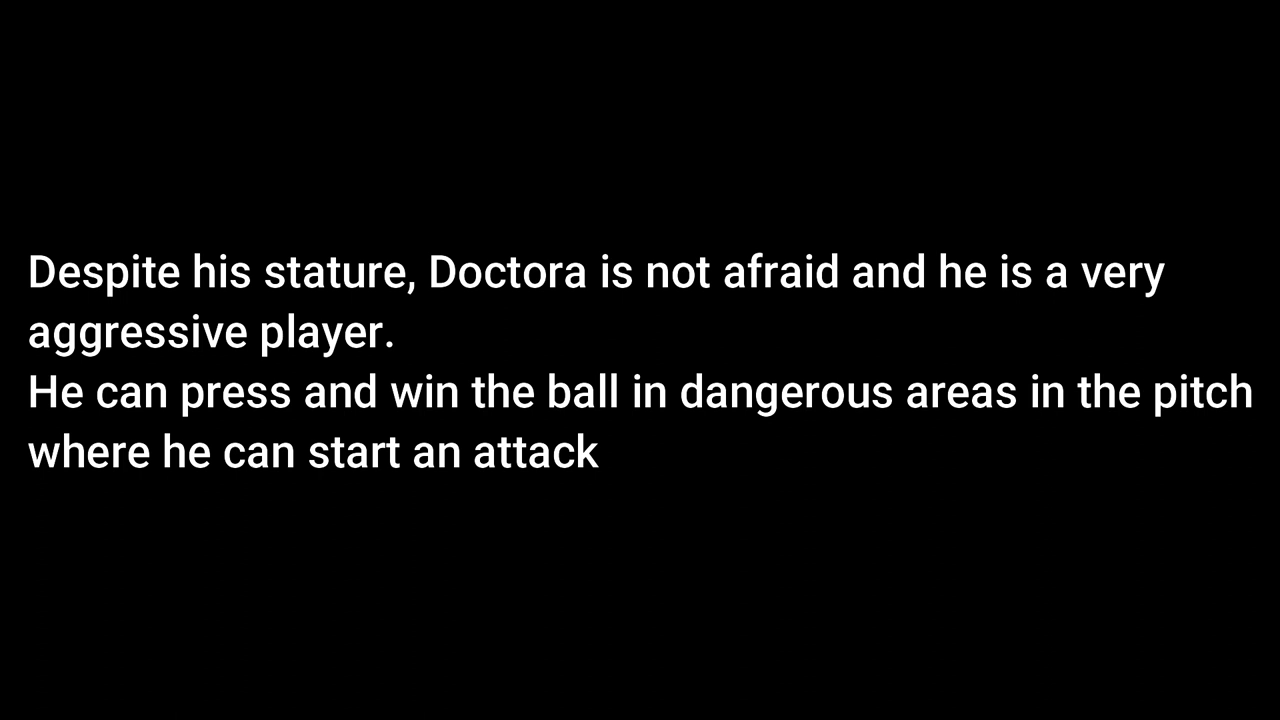 Despite his stature, Doctora is not afraid and he is a very
aggressive player.
He can press and win the ball in dangerous areas in the pitch
where he can start an attack